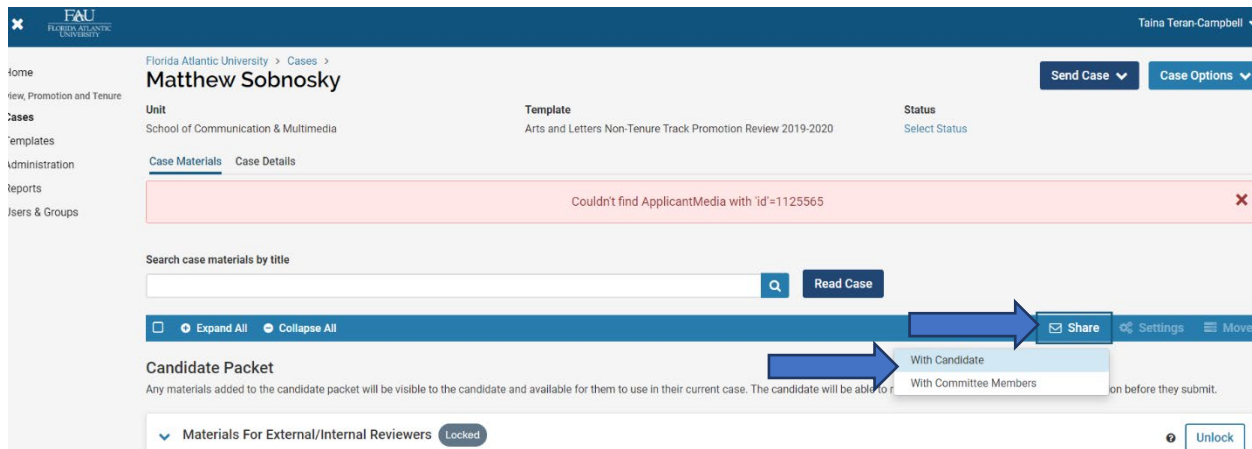 FAU
FLORIDA ATLANTIC
UNIVERSITY
Taina Teran-Campbell
Home
view, Promotion and Tenure
Cases
Templates
Administration
Reports
Users & Groups
Florida Atlantic University > Cases >
Matthew Sobnosky
Send Case
Case Options
Unit
School of Communication & Multimedia
Template
Arts and Letters Non-Tenure Track Promotion Review 2019-2020
Status
Select Status
Case Materials Case Details
Couldn't find ApplicantMedia with 'id'=1125565
Search case materials by title
Read Case
Expand All Collapse All
Share Settings Move
With Candidate
With Committee Members
Candidate Packet
Any materials added to the candidate packet will be visible to the candidate and available for them to use in their current case. The candidate will be able to on before they submit.
Materials For External/Internal Reviewers Locked
Unlock